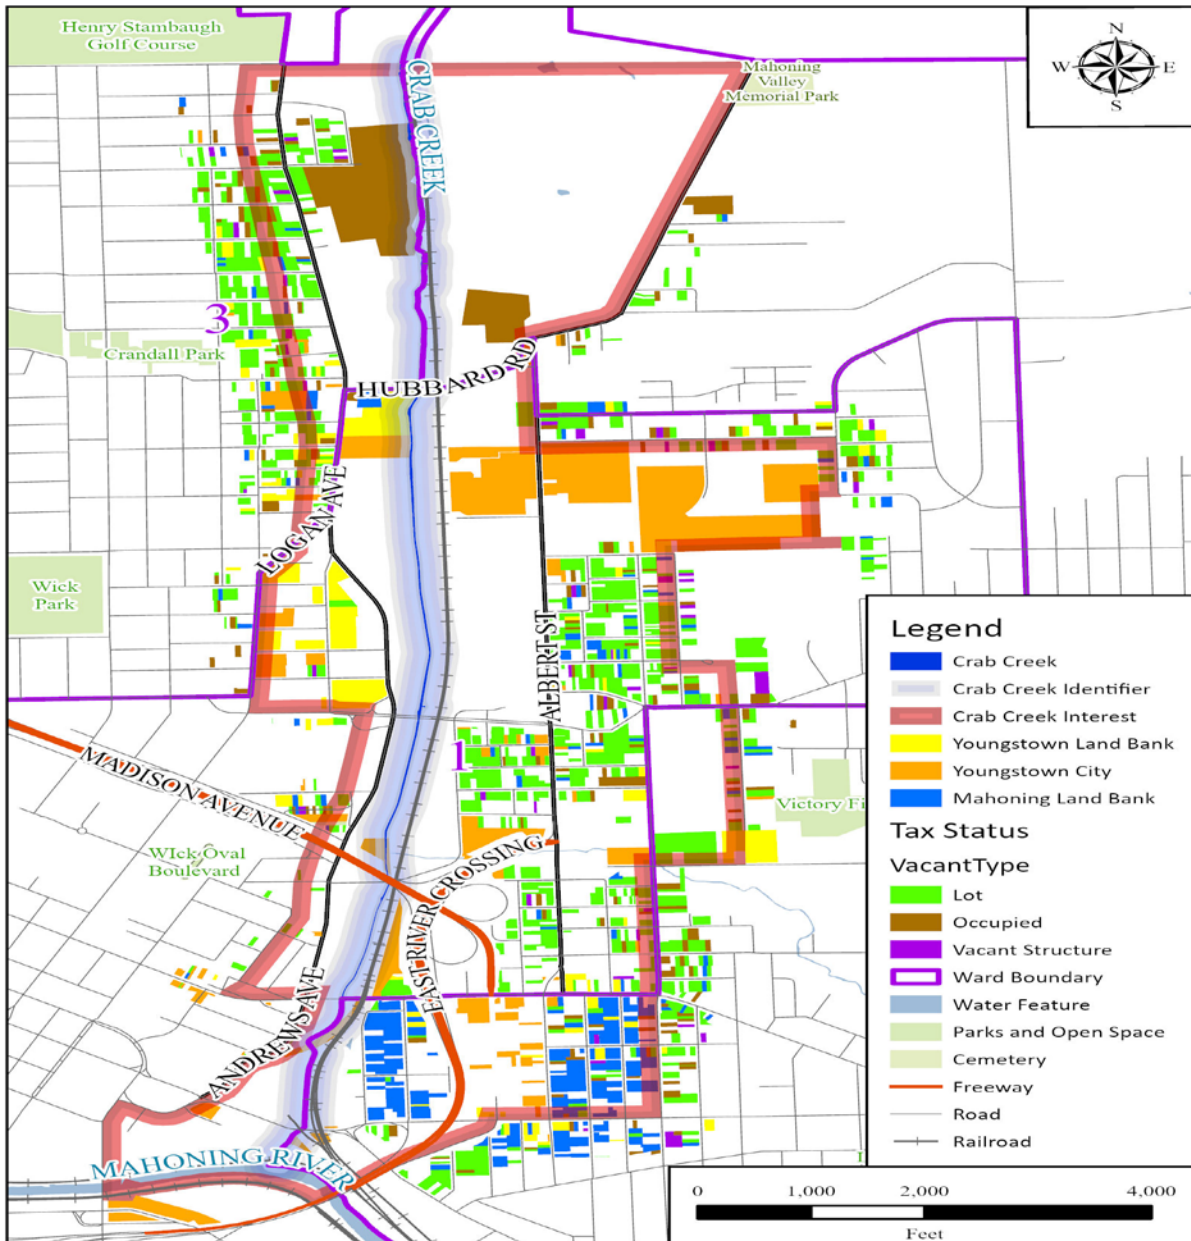 Henry Stambaugh
Golf Course
N
W
E
S
Mahoning
Valley
Memorial Park
CRAB CREEK
3
Crandall Park
HUBBARD RD
LOGAN AVE
Wick
Park
ALBERT ST
1
MADISON AVENUE
WIck Oval
Boulevard
EAST RIVER CROSSING
Victory Fi
ANDREWS AVE
MAHONING RIVER
Legend
Crab Creek
Crab Creek Identifier
Crab Creek Interest
Youngstown Land Bank
Youngstown City
Mahoning Land Bank
Tax Status
VacantType
Lot
Occupied
Vacant Structure
Ward Boundary
Water Feature
Parks and Open Space
Cemetery
Freeway
Road
Railroad
0 1,000 2,000 4,000
Feet